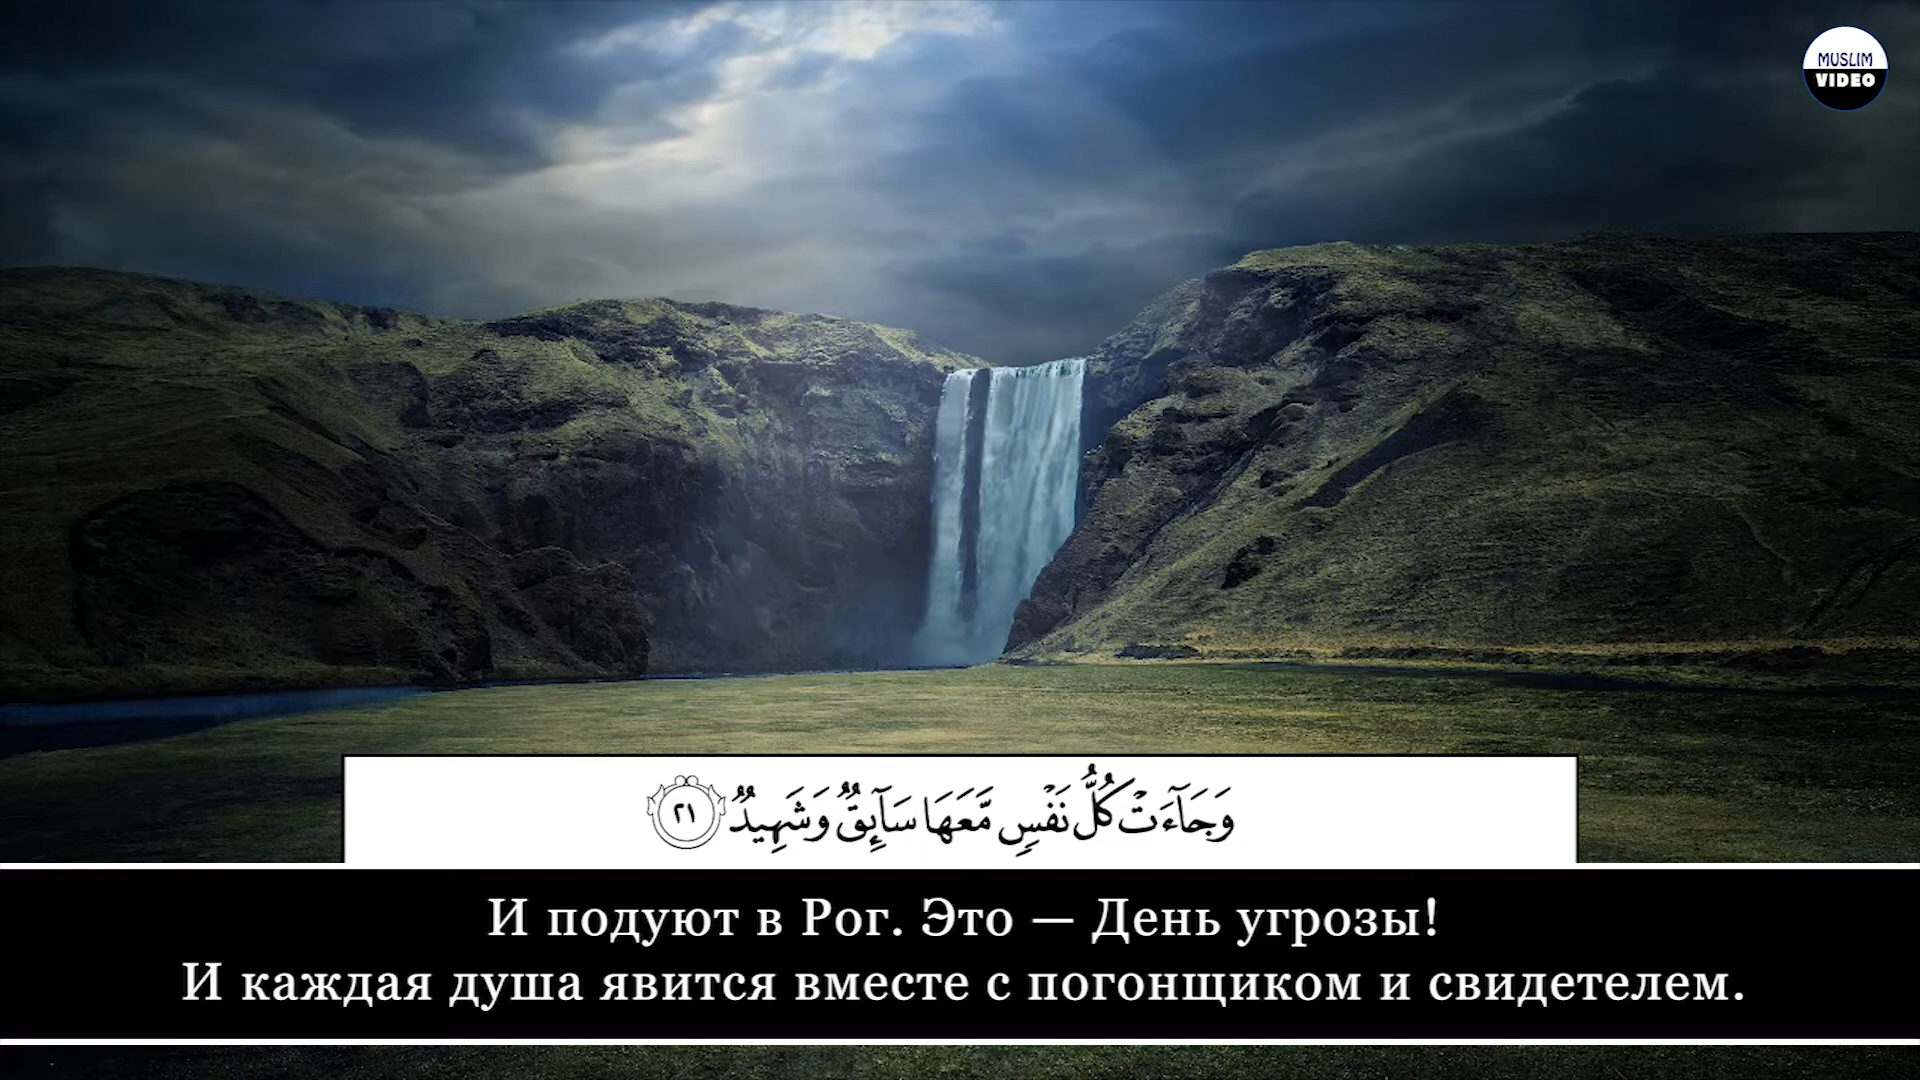 MUSLIM
VIDEO
وَجَآءَتۡ كُلُّ نَفۡسٖ مَّعَهَا سَآئِقٞ وَشَهِيدٞ ٢١
И подуют в Рог. Это — День угрозы!
И каждая душа явится вместе с погонщиком и свидетелем.